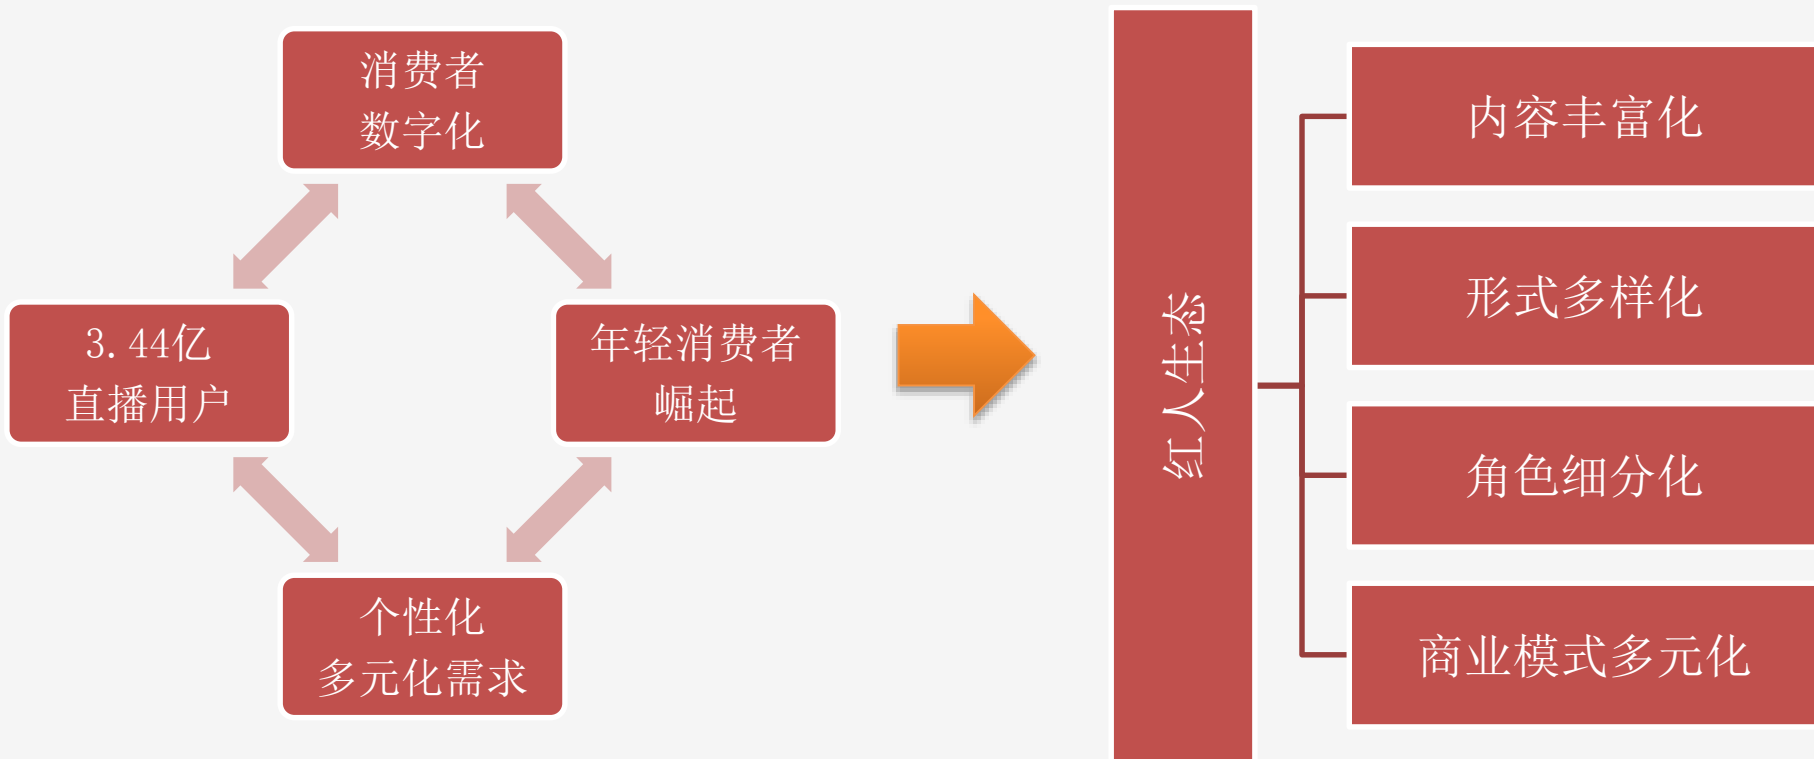 消费者
数字化
3.44亿
直播用户
年轻消费者
崛起
个性化
多元化需求
红人生态
内容丰富化
形式多样化
角色细分化
商业模式多元化